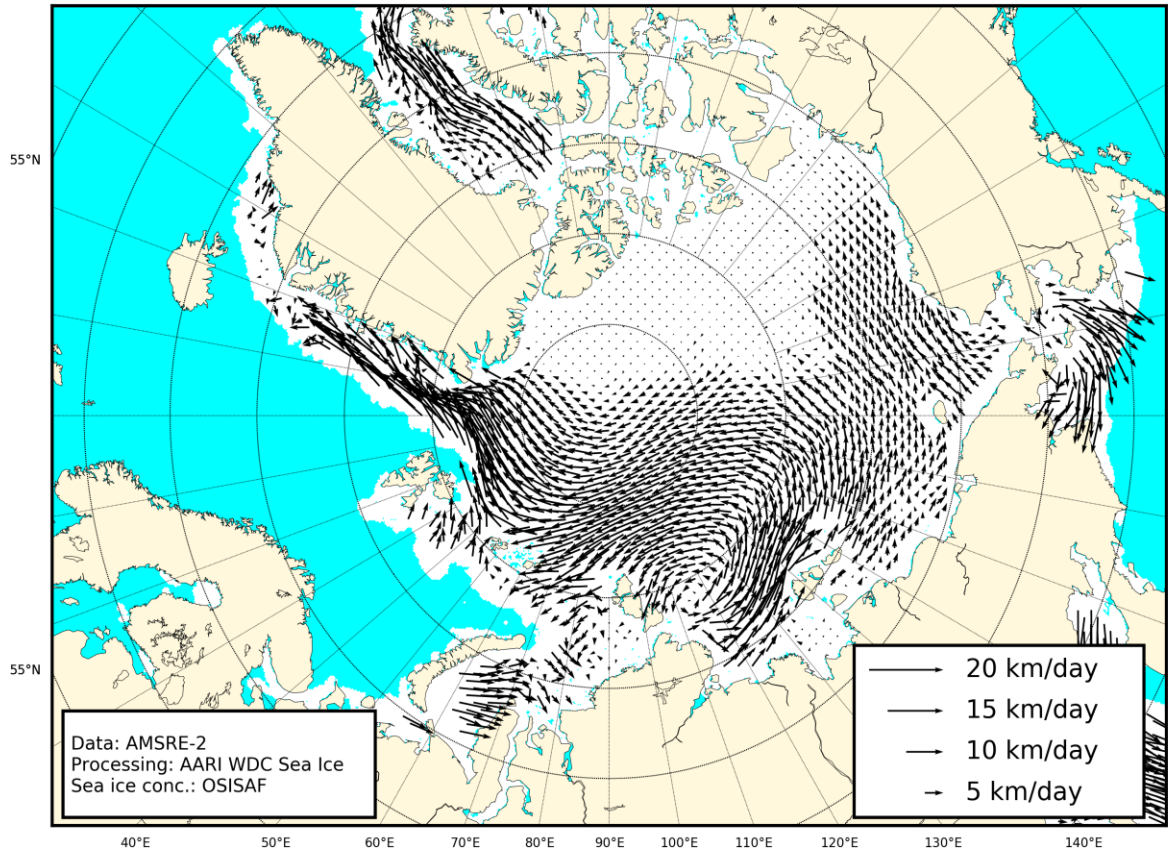 55°N
55°N
20 km/day
15 km/day
10 km/day
5 km/day
Data: AMSRE-2
Processing: AARI WDC Sea Ice
Sea ice conc.: OSISAF
40°E 50°E 60°E 70°E 80°E 90°E 100°E 110°E 120°E 130°E 140°E